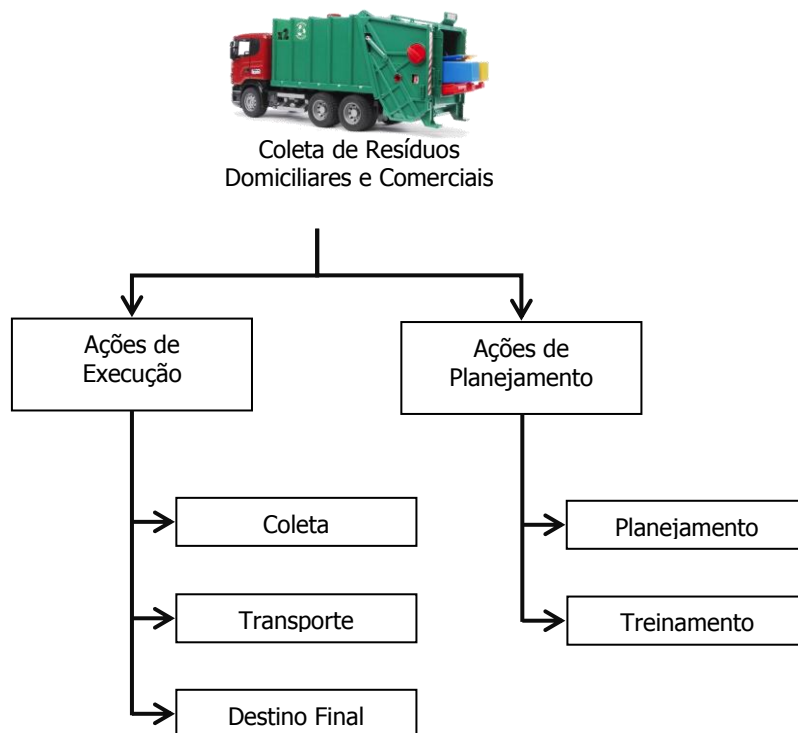 Coleta de Resíduos
Domiciliares e Comerciais
Ações de
Execução
Ações de
Planejamento
Coleta
Planejamento
Transporte
Treinamento
Destino Final